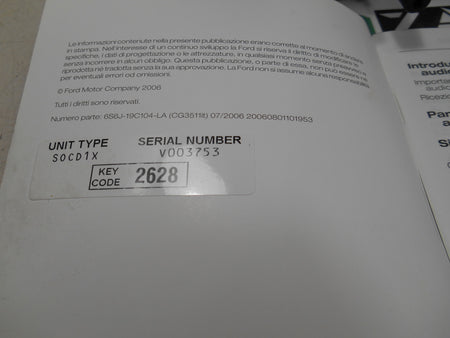 Le informazioni contenute nella presente pubblicazione erano corrette al momento di andare
in stampa. Nell'interesse di un continuo sviluppo la Ford si riserva il diritto di modificare
specifiche, i dati di progettazione o le attrezzature, in qualsiasi momento senza preavviso e
senza incorrere in alcun obbligo. Questa pubblicazione, o parte di essa, non può essere
riprodotta né tradotta senza la sua approvazione. La Ford non si assume alcuna responsabilità
per eventuali errori od omissioni.
© Ford Motor Company 2006
Tutti i diritti sono riservati.
Numero parte: 6S6J-19C104-LA (CG3511it) 07/2006 20060801101953
UNIT TYPE SERIAL NUMBER
SOCD1X V003753
KEY CODE 2628
Introdu
audio
Importan
audio
Ricezio
Pan
a